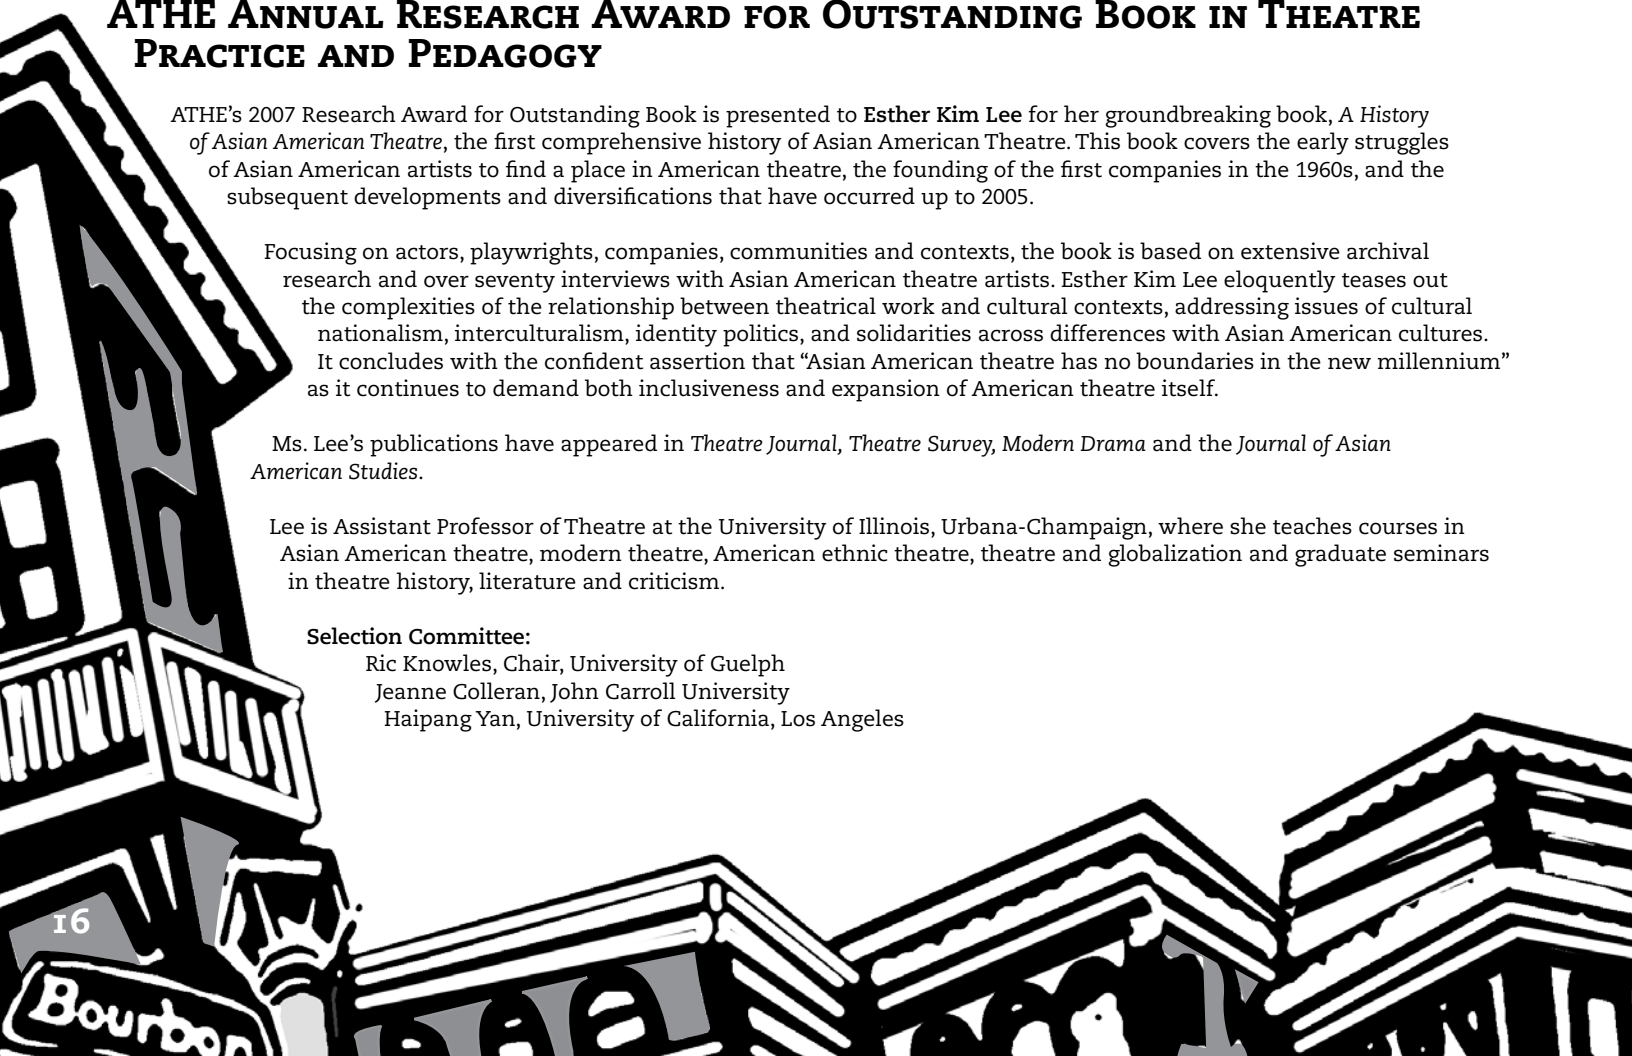 ATHE Annual Research Award for Outstanding Book in Theatre
Practice and Pedagogy
ATHE’s 2007 Research Award for Outstanding Book is presented to Esther Kim Lee for her groundbreaking book, A History
of Asian American Theatre, the first comprehensive history of Asian American Theatre. This book covers the early struggles
of Asian American artists to find a place in American theatre, the founding of the first companies in the 1960s, and the
subsequent developments and diversifications that have occurred up to 2005.
Focusing on actors, playwrights, companies, communities and contexts, the book is based on extensive archival
research and over seventy interviews with Asian American theatre artists. Esther Kim Lee eloquently teases out
the complexities of the relationship between theatrical work and cultural contexts, addressing issues of cultural
nationalism, interculturalism, identity politics, and solidarities across differences with Asian American cultures.
It concludes with the confident assertion that “Asian American theatre has no boundaries in the new millennium”
as it continues to demand both inclusiveness and expansion of American theatre itself.
Ms. Lee’s publications have appeared in Theatre Journal, Theatre Survey, Modern Drama and the Journal of Asian
American Studies.
Lee is Assistant Professor of Theatre at the University of Illinois, Urbana-Champaign, where she teaches courses in
Asian American theatre, modern theatre, American ethnic theatre, theatre and globalization and graduate seminars
in theatre history, literature and criticism.
Selection Committee:
Ric Knowles, Chair, University of Guelph
Jeanne Colleran, John Carroll University
Haipang Yan, University of California, Los Angeles
16
Bourbon